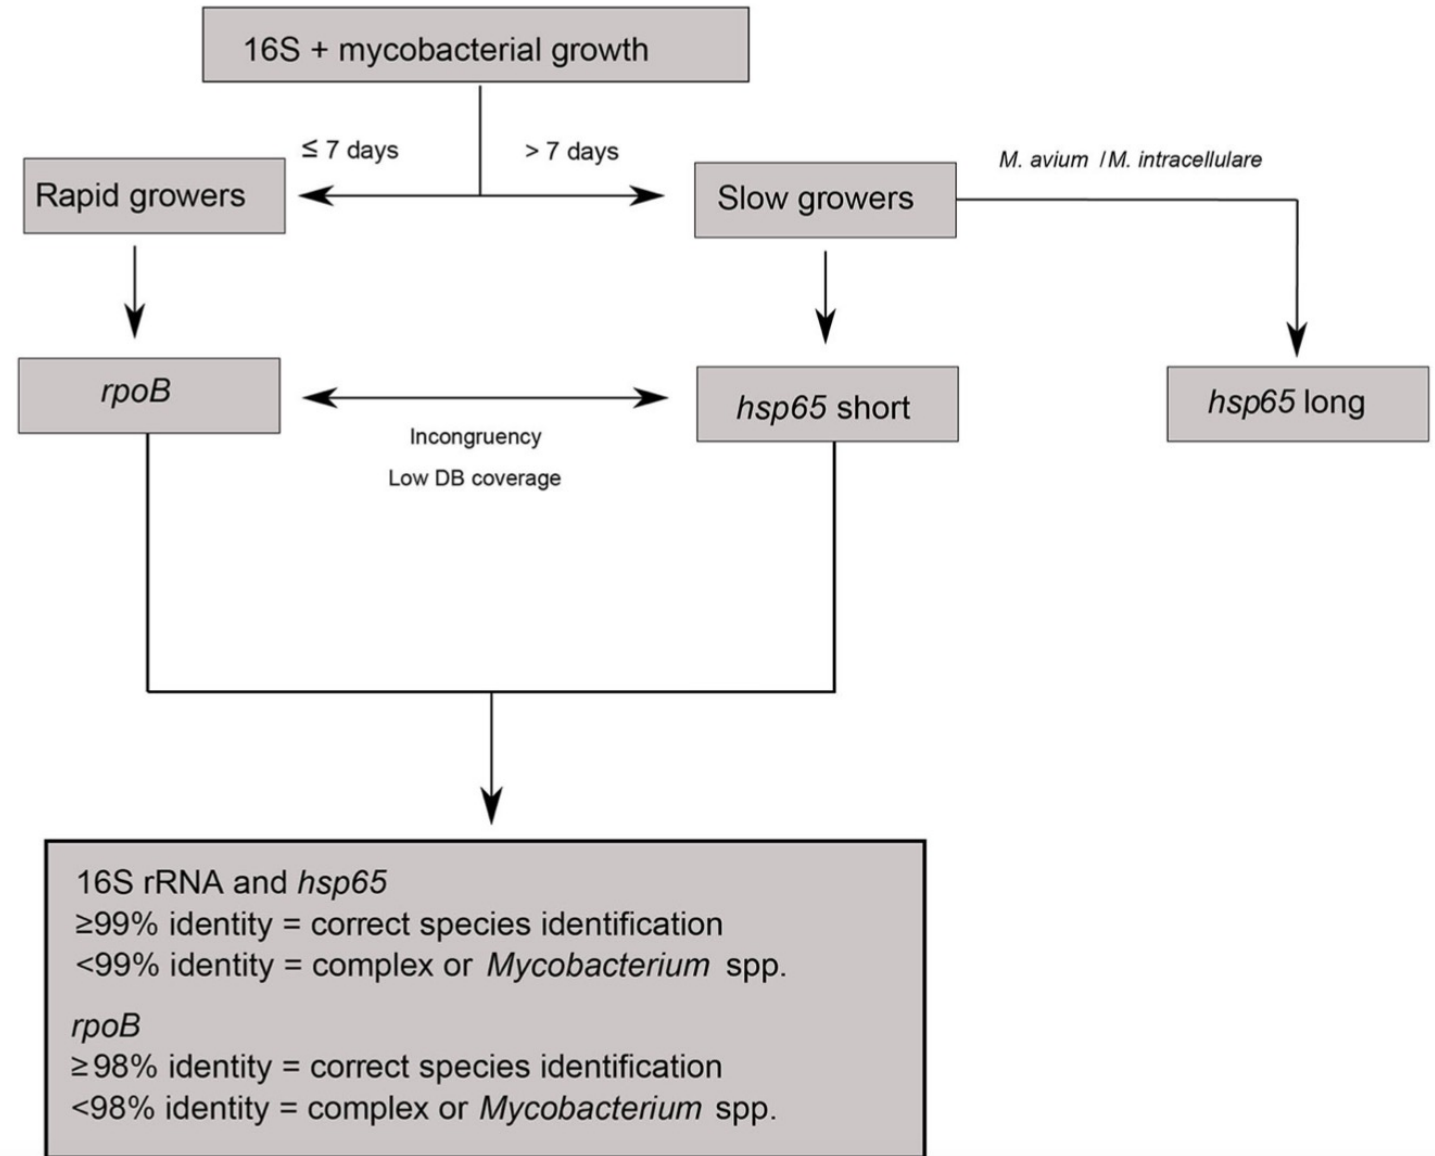 16S + mycobacterial growth
≤ 7 days
> 7 days
M. avium / M. intracellulare
Rapid growers
Slow growers
rpoB
hsp65 short
hsp65 long
Incongruency
Low DB coverage
16S rRNA and hsp65
≥99% identity = correct species identification
<99% identity = complex or Mycobacterium spp.
rpoB
≥98% identity = correct species identification
<98% identity = complex or Mycobacterium spp.